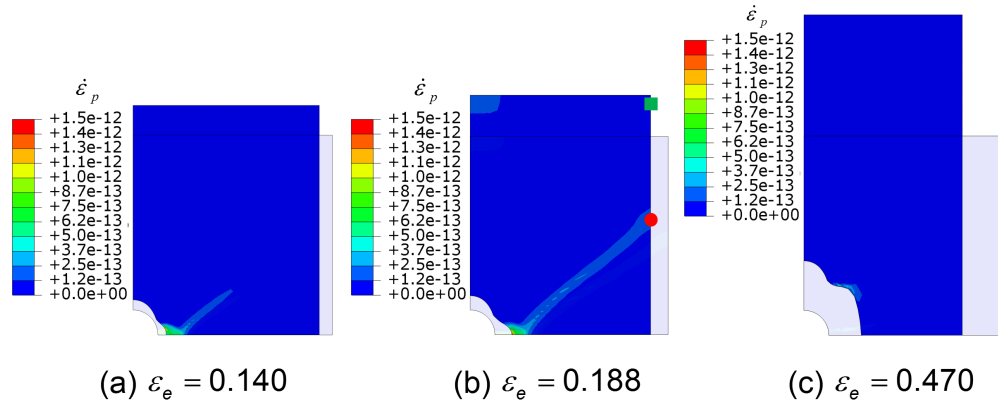 ε̇ₚ
+1.5e-12
+1.4e-12
+1.3e-12
+1.1e-12
+1.0e-12
+8.7e-13
+7.5e-13
+6.2e-13
+5.0e-13
+3.7e-13
+2.5e-13
+1.2e-13
+0.0e+00
(a) εₑ = 0.140
ε̇ₚ
+1.5e-12
+1.4e-12
+1.3e-12
+1.1e-12
+1.0e-12
+8.7e-13
+7.5e-13
+6.2e-13
+5.0e-13
+3.7e-13
+2.5e-13
+1.2e-13
+0.0e+00
(b) εₑ = 0.188
ε̇ₚ
+1.5e-12
+1.4e-12
+1.3e-12
+1.1e-12
+1.0e-12
+8.7e-13
+7.5e-13
+6.2e-13
+5.0e-13
+3.7e-13
+2.5e-13
+1.2e-13
+0.0e+00
(c) εₑ = 0.470